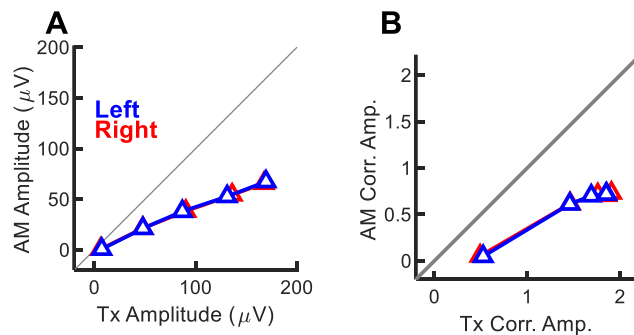 A
AM Amplitude (μV)
200
150
100
50
0
Left
Right
0
100
200
Tx Amplitude (μV)
B
AM Corr. Amp.
2
1.5
1
0.5
0
0
1
2
Tx Corr. Amp.